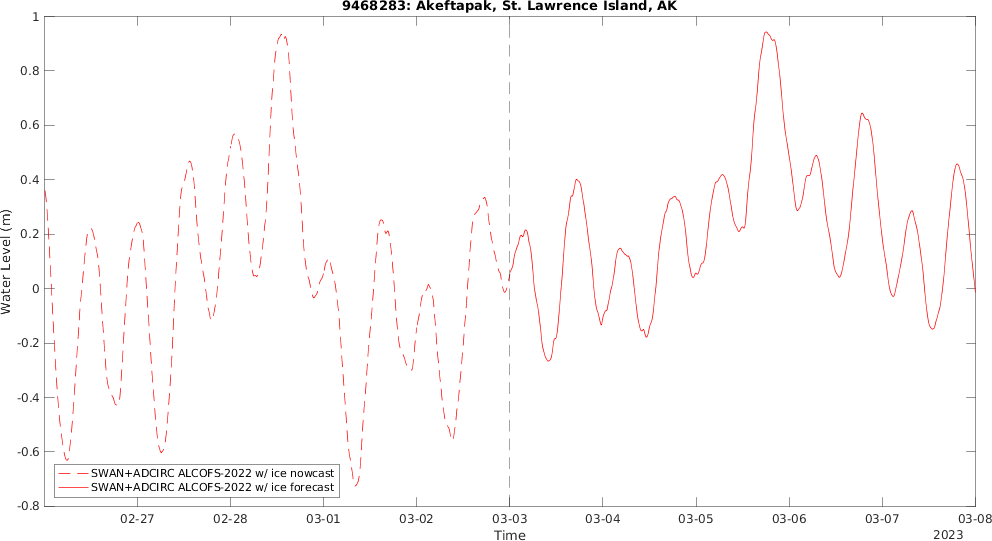 9468283: Akeftapak, St. Lawrence Island, AK
Water Level (m)
1
0.8
0.6
0.4
0.2
0
-0.2
-0.4
-0.6
-0.8
SWAN+ADCIRC ALCOFS-2022 w/ ice nowcast
SWAN+ADCIRC ALCOFS-2022 w/ ice forecast
02-27 02-28 03-01 03-02 03-03 03-04 03-05 03-06 03-07 03-08
Time
2023